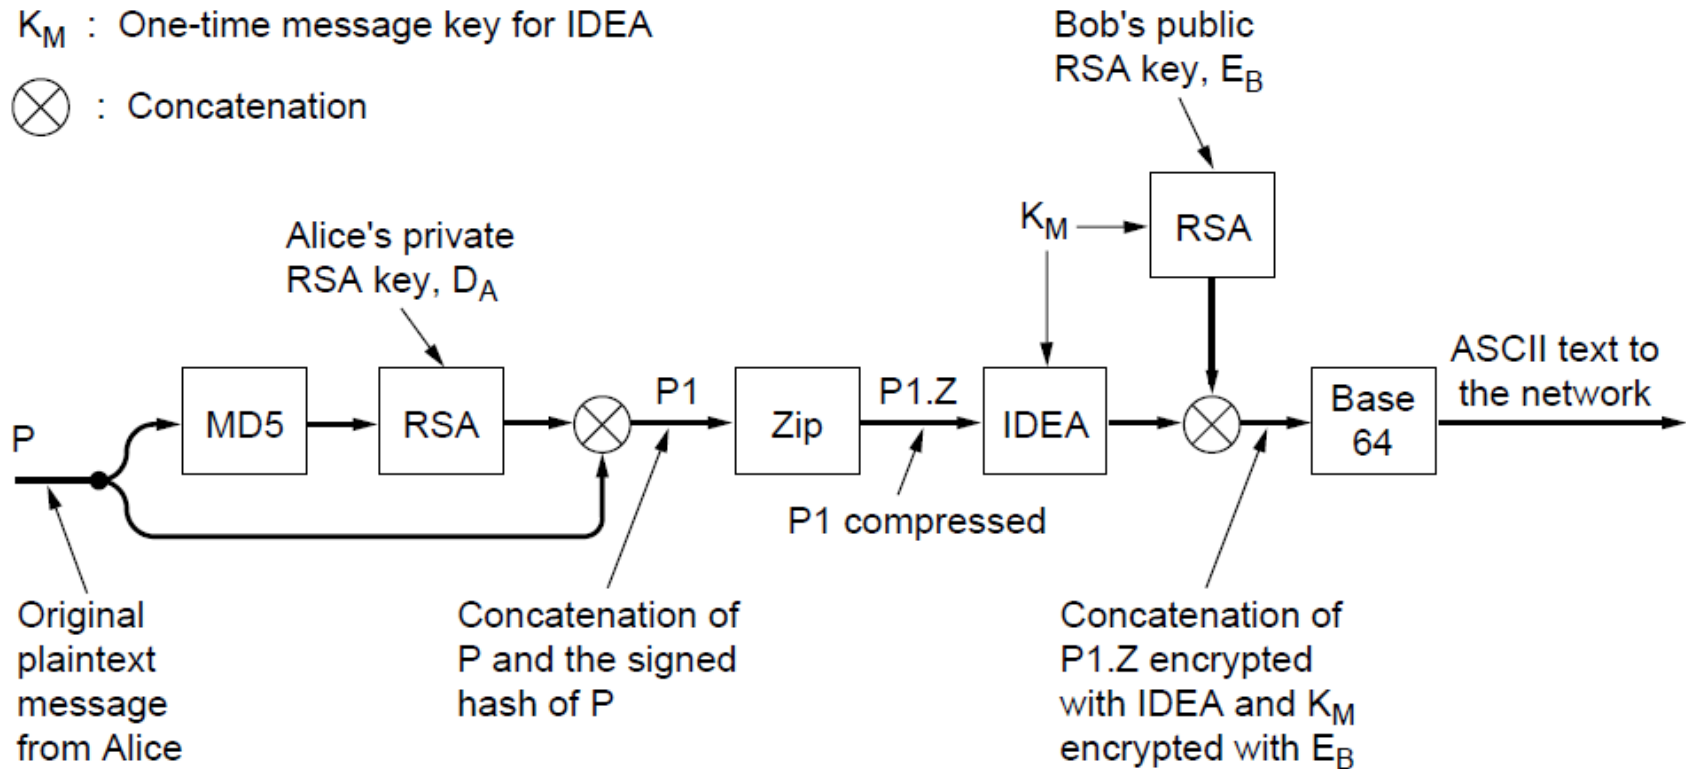 K_M : One-time message key for IDEA
: Concatenation
Bob's public
RSA key, E_B
Alice's private
RSA key, D_A
K_M
RSA
P
MD5
RSA
P1
Zip
P1.Z
IDEA
Base
64
ASCII text to
the network
P1 compressed
Original
plaintext
message
from Alice
Concatenation of
P and the signed
hash of P
Concatenation of
P1.Z encrypted
with IDEA and K_M
encrypted with E_B